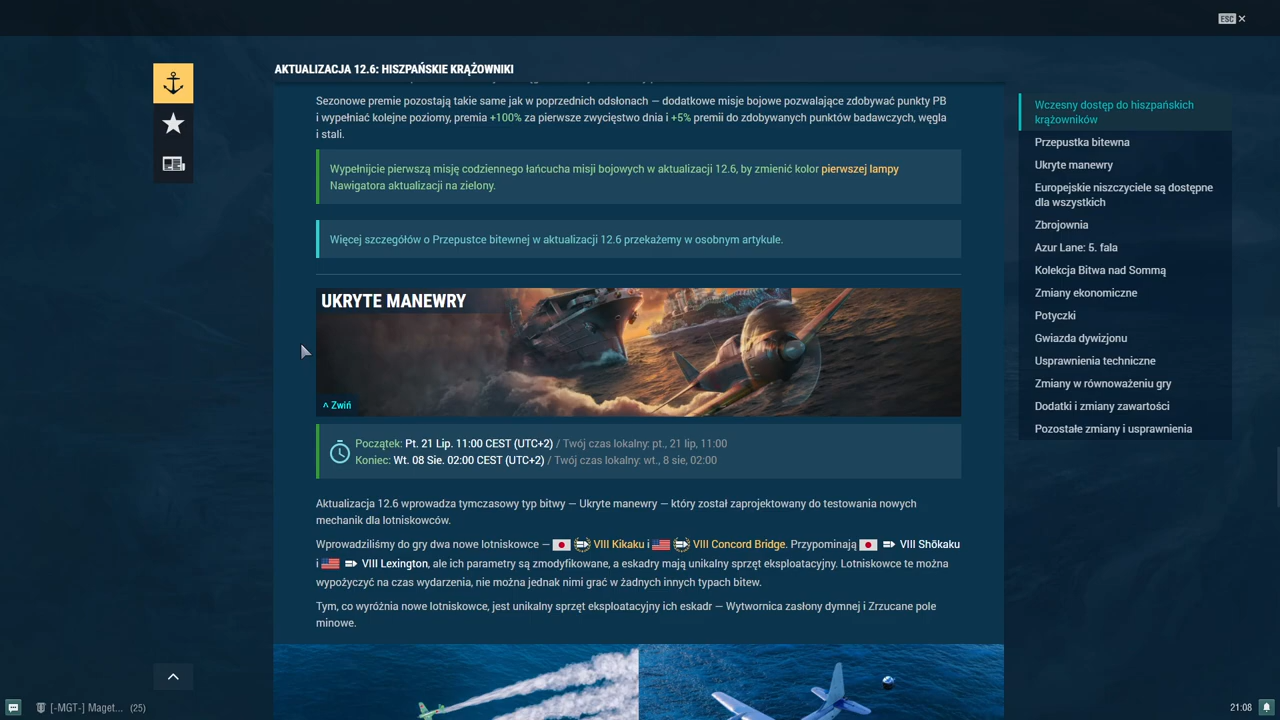 ESC ×
AKTUALIZACJA 12.6: HISZPAŃSKIE KRĄŻOWNIKI
Sezonowe premie pozostają takie same jak w poprzednich odsłonach — dodatkowe misje bojowe pozwalające zdobywać punkty PB
i wypełniać kolejne poziomy, premia +100% za pierwsze zwycięstwo dnia i +5% premii do zdobywanych punktów badawczych, węgla
i stali.
Wypełnijcie pierwszą misję codziennego łańcucha misji bojowych w aktualizacji 12.6, by zmienić kolor pierwszej lampy
Nawigatora aktualizacji na zielony.
Więcej szczegółów o Przepustce bitewnej w aktualizacji 12.6 przekażemy w osobnym artykule.
UKRYTE MANEWRY
^ Zwiń
Początek: Pt. 21 Lip. 11:00 CEST (UTC+2) / Twój czas lokalny: pt., 21 lip, 11:00
Koniec: Wt. 08 Sie. 02:00 CEST (UTC+2) / Twój czas lokalny: wt., 8 sie, 02:00
Aktualizacja 12.6 wprowadza tymczasowy typ bitwy — Ukryte manewry — który został zaprojektowany do testowania nowych
mechanik dla lotniskowców.
Wprowadziliśmy do gry dwa nowe lotniskowce — VIII Kikaku i VIII Concord Bridge. Przypominają VIII Shōkaku
i VIII Lexington, ale ich parametry są zmodyfikowane, a eskadry mają unikalny sprzęt eksploatacyjny. Lotniskowce te można
wypożyczyć na czas wydarzenia, nie można jednak nimi grać w żadnych innych typach bitew.
Tym, co wyróżnia nowe lotniskowce, jest unikalny sprzęt eksploatacyjny ich eskadr — Wytwornica zasłony dymnej i Zrzucane pole
minowe.
Wczesny dostęp do hiszpańskich
krążowników
Przepustka bitewna
Ukryte manewry
Europejskie niszczyciele są dostępne
dla wszystkich
Zbrojownia
Azur Lane: 5. fala
Kolekcja Bitwa nad Sommą
Zmiany ekonomiczne
Potyczki
Gwiazda dywizjonu
Usprawnienia techniczne
Zmiany w równoważeniu gry
Dodatki i zmiany zawartości
Pozostałe zmiany i usprawnienia
[-MGT-] Maget... (25)
21:08